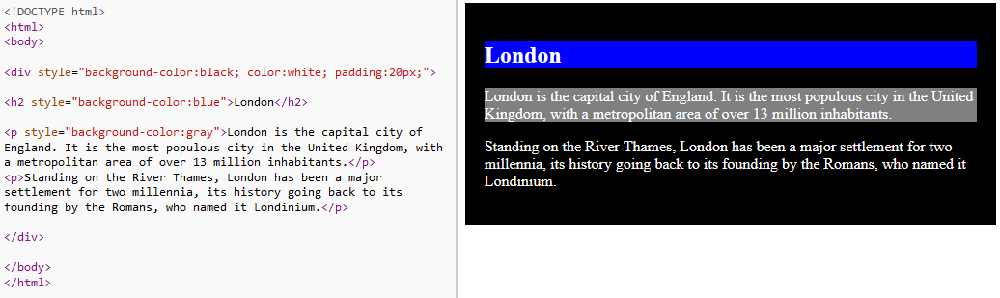 <!DOCTYPE html>
<html>
<body>
<div style="background-color:black; color:white; padding:20px;">
<h2 style="background-color:blue">London</h2>
<p style="background-color:gray">London is the capital city of
England. It is the most populous city in the United Kingdom, with
a metropolitan area of over 13 million inhabitants.</p>
<p>Standing on the River Thames, London has been a major
settlement for two millennia, its history going back to its
founding by the Romans, who named it Londinium.</p>
</div>
</body>
</html>
London
London is the capital city of England. It is the most populous city in the United
Kingdom, with a metropolitan area of over 13 million inhabitants.
Standing on the River Thames, London has been a major settlement for two
millennia, its history going back to its founding by the Romans, who named it
Londinium.